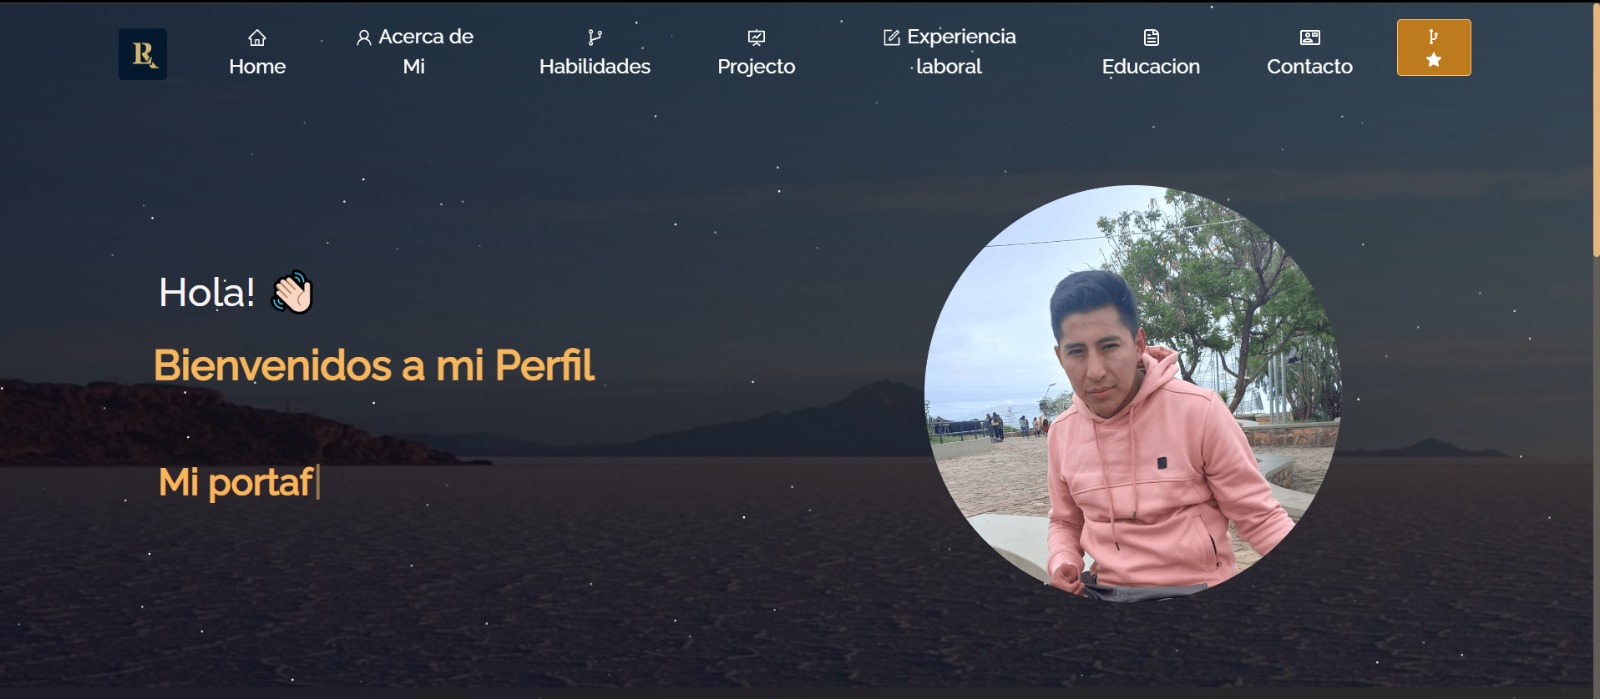 R
Home
Acerca de
Mi
Habilidades
Projecto
Experiencia
laboral
Educacion
Contacto
Hola! 👋🏻
Bienvenidos a mi Perfil
Mi portaf